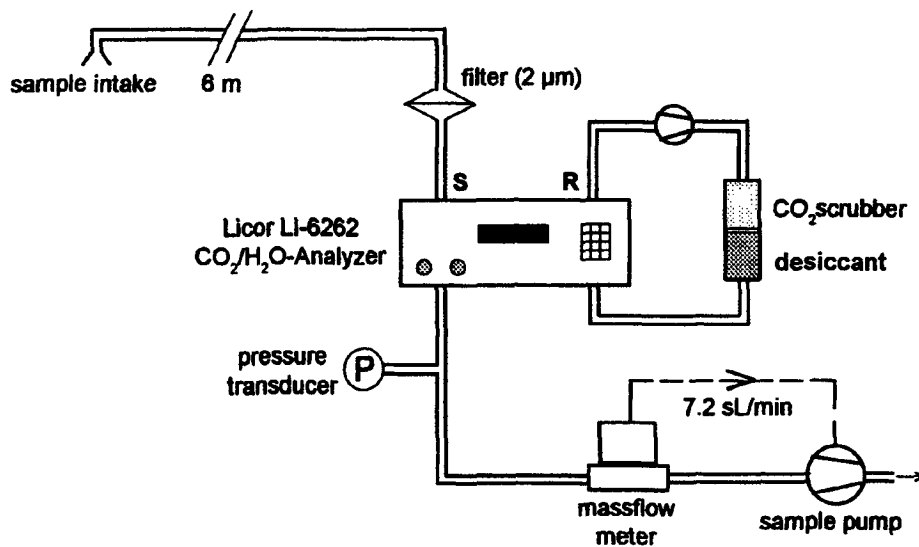 sample intake
6 m
filter (2 µm)
S
R
Licor LI-6262
CO₂/H₂O-Analyzer
CO₂scrubber
desiccant
pressure
transducer
P
7.2 sL/min
massflow
meter
sample pump